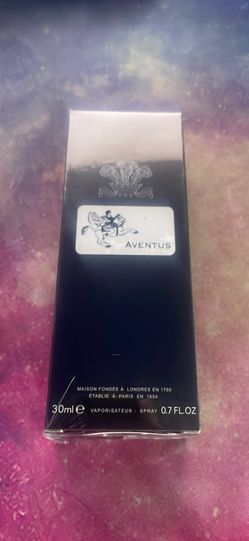 AVENTUS
MAISON FONDÉE À LONDRES EN 1760
ÉTABLIE À PARIS EN 1854
30ml e VAPORISATEUR - SPRAY 0.7 FL.OZ